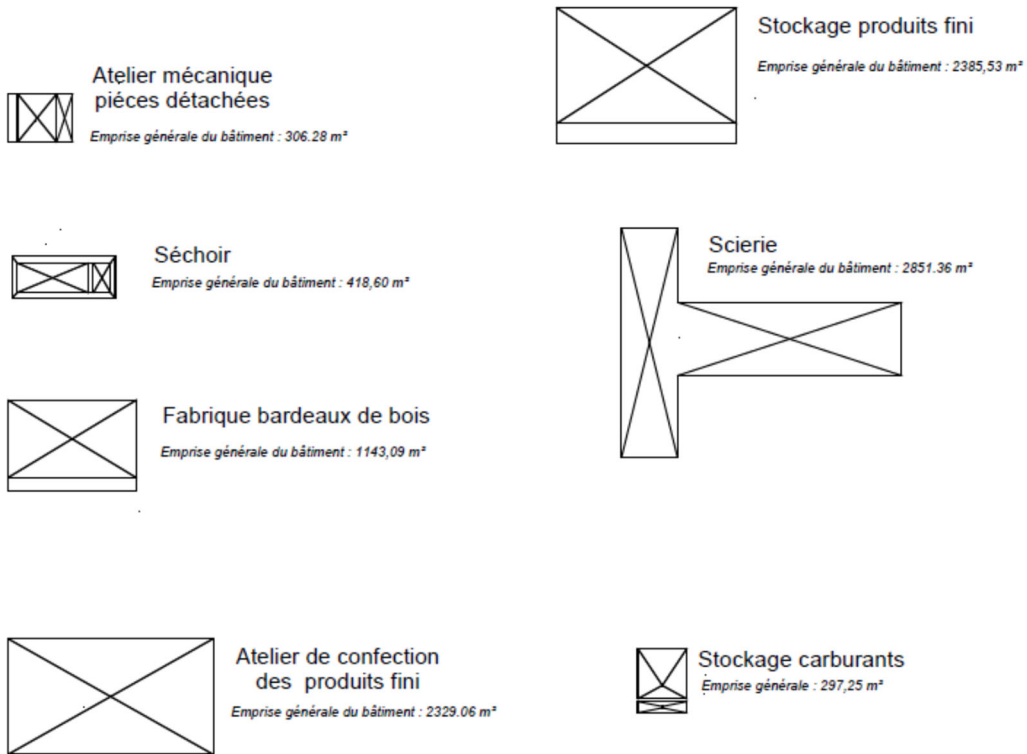 Atelier mécanique
piéces détachées
Emprise générale du bâtiment : 306.28 m²
Stockage produits fini
Emprise générale du bâtiment : 2385,53 m²
Séchoir
Emprise générale du bâtiment : 418,60 m²
Scierie
Emprise générale du bâtiment : 2851.36 m²
Fabrique bardeaux de bois
Emprise générale du bâtiment : 1143,09 m²
Atelier de confection
des produits fini
Emprise générale du bâtiment : 2329.06 m²
Stockage carburants
Emprise générale : 297,25 m²